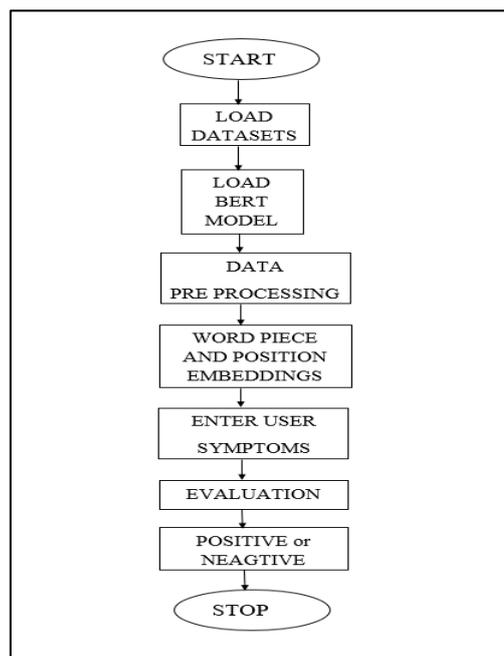 START
LOAD
DATASETS
LOAD
BERT
MODEL
DATA
PRE PROCESSING
WORD PIECE
AND POSITION
EMBEDDINGS
ENTER USER
SYMPTOMS
EVALUATION
POSITIVE or
NEAGTIVE
STOP